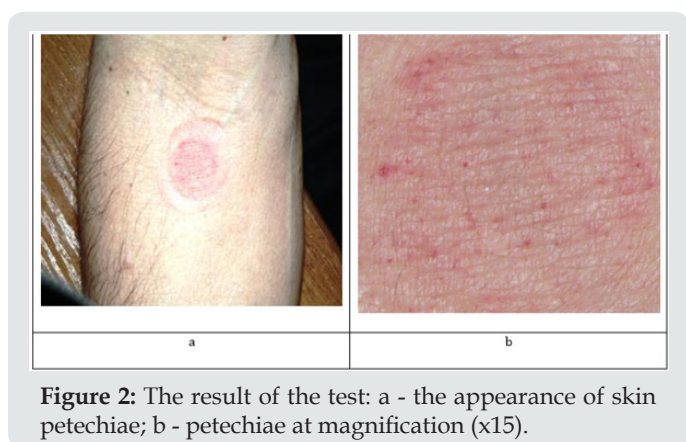 a b
Figure 2: The result of the test: a - the appearance of skin
petechiae; b - petechiae at magnification (x15).